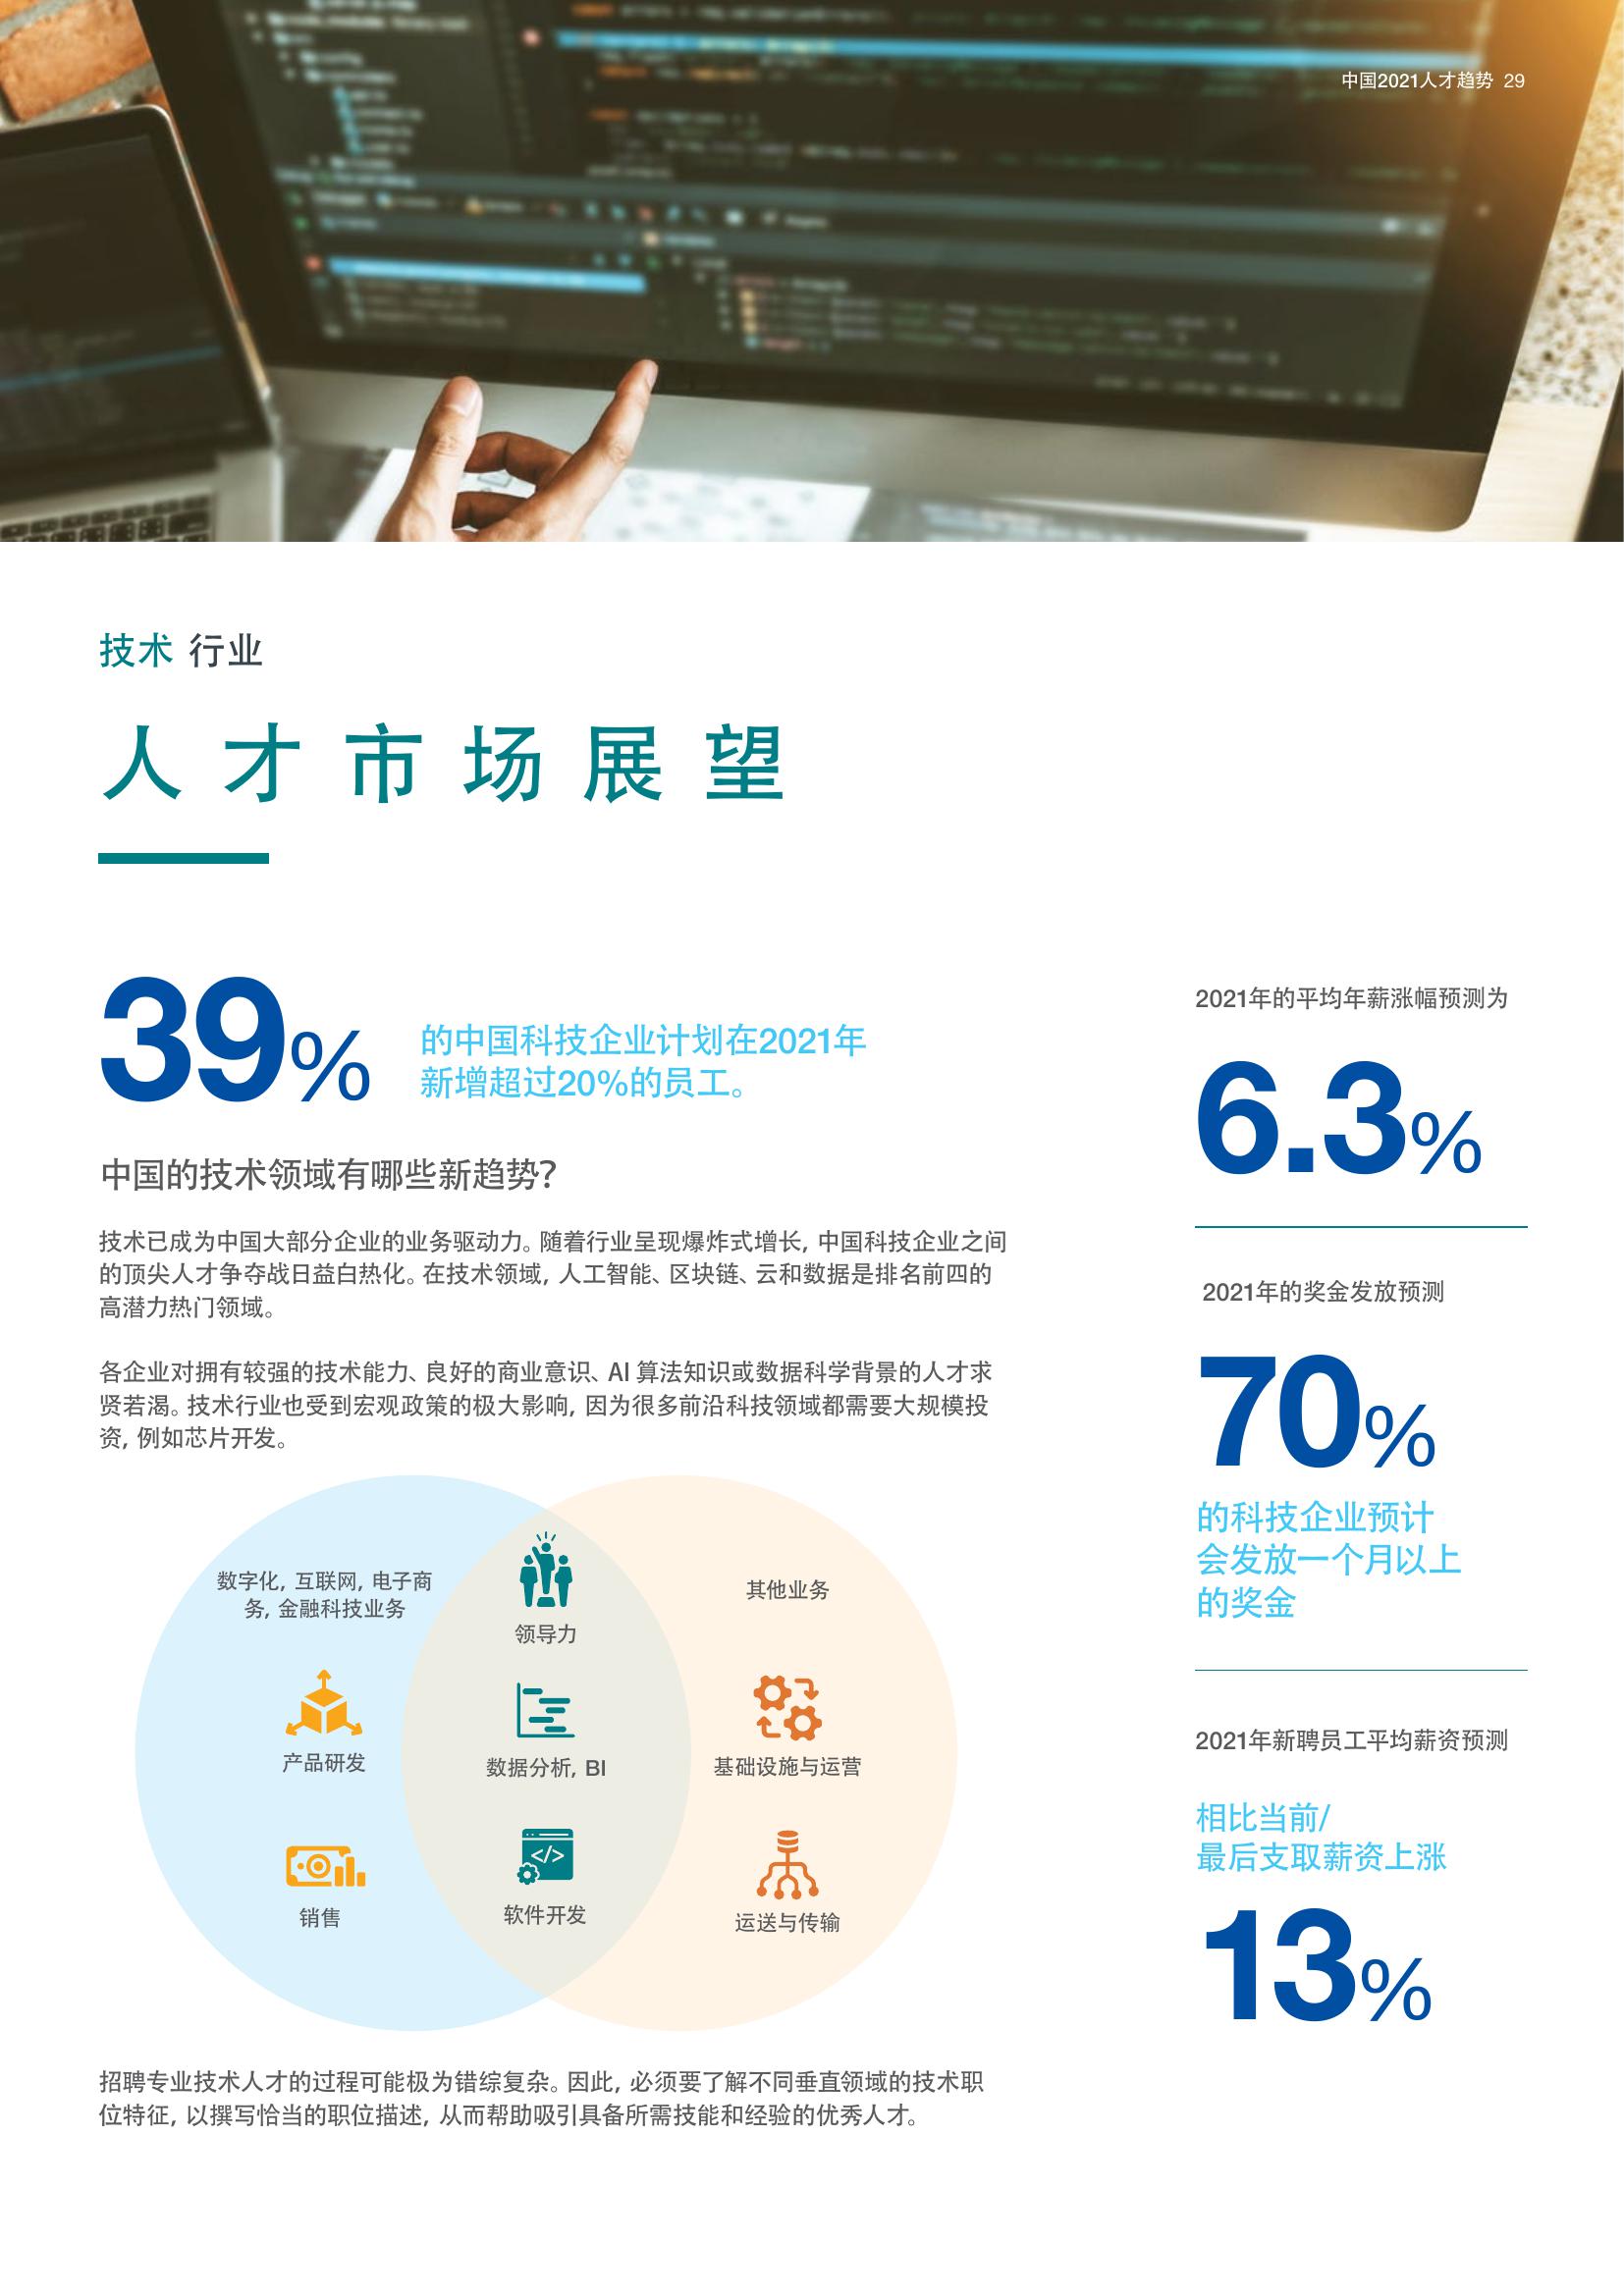 中国2021人才趋势 29
技术 行业
人才市场展望
39%
的中国科技企业计划在2021年
新增超过20%的员工。
中国的技术领域有哪些新趋势?
技术已成为中国大部分企业的业务驱动力。随着行业呈现爆炸式增长, 中国科技企业之间
的顶尖人才争夺战日益白热化。在技术领域, 人工智能、区块链、云和数据是排名前四的
高潜力热门领域。
各企业对拥有较强的技术能力、良好的商业意识、AI 算法知识或数据科学背景的人才求
贤若渴。技术行业也受到宏观政策的极大影响, 因为很多前沿科技领域都需要大规模投
资, 例如芯片开发。
数字化, 互联网, 电子商
务, 金融科技业务
产品研发
销售
领导力
数据分析, BI
软件开发
其他业务
基础设施与运营
运送与传输
招聘专业技术人才的过程可能极为错综复杂。因此, 必须要了解不同垂直领域的技术职
位特征, 以撰写恰当的职位描述, 从而帮助吸引具备所需技能和经验的优秀人才。
2021年的平均年薪涨幅预测为
6.3%
2021年的奖金发放预测
70%
的科技企业预计
会发放一个月以上
的奖金
2021年新聘员工平均薪资预测
相比当前/
最后支取薪资上涨
13%